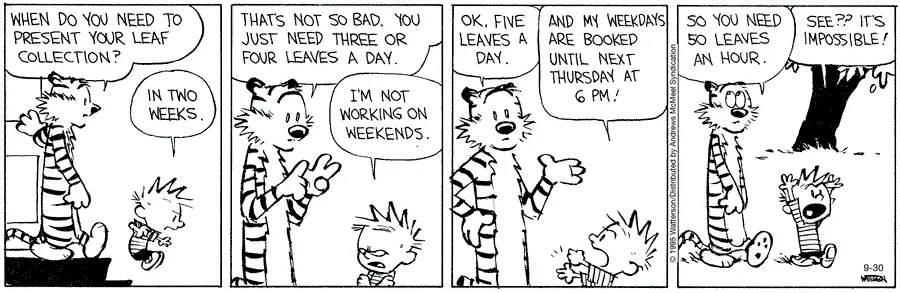 WHEN DO YOU NEED TO
PRESENT YOUR LEAF
COLLECTION?
IN TWO
WEEKS.
THAT'S NOT SO BAD. YOU
JUST NEED THREE OR
FOUR LEAVES A DAY.
I'M NOT
WORKING ON
WEEKENDS.
OK, FIVE
LEAVES A
DAY.
AND MY WEEKDAYS
ARE BOOKED
UNTIL NEXT
THURSDAY AT
6 PM!
© 1995 Watterson/Distributed by Andrews McMeel Syndication
SO YOU NEED
50 LEAVES
AN HOUR.
SEE?? IT'S
IMPOSSIBLE!
9-30
WATTERSON